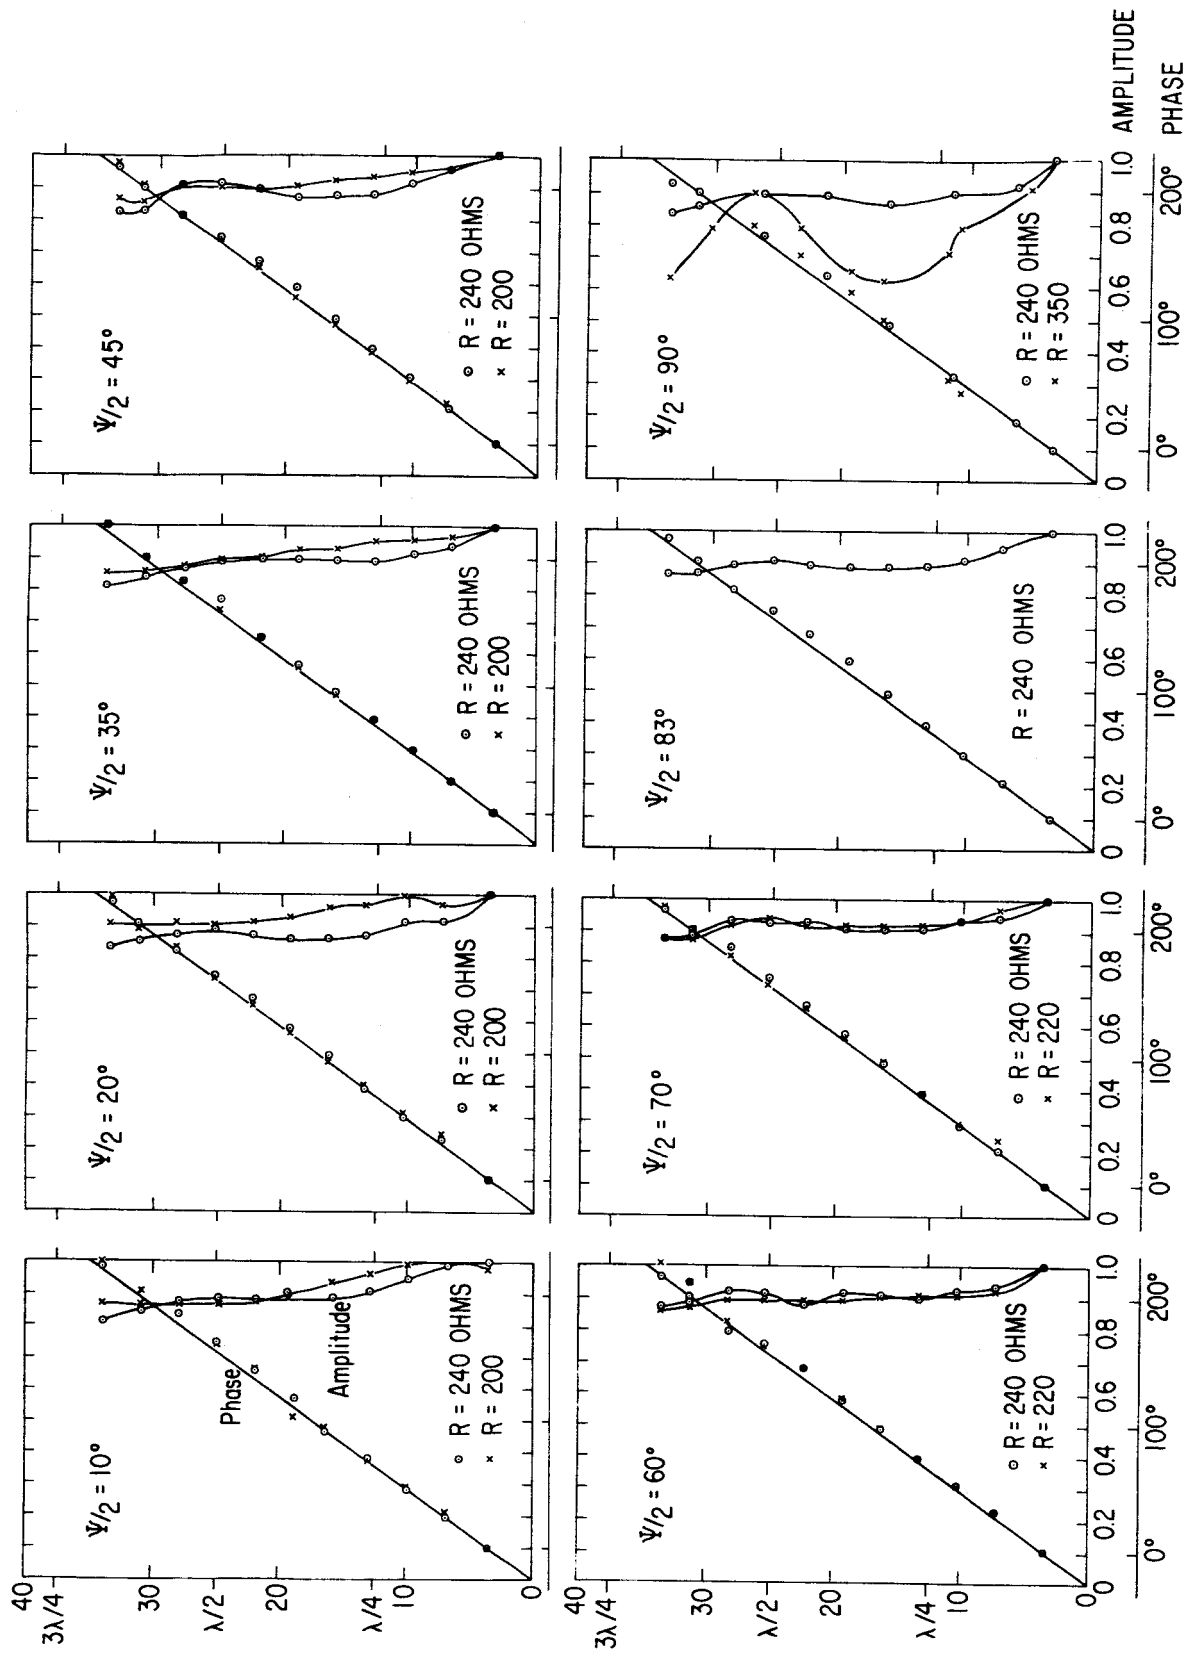 40
3λ/4
30
λ/2
20
λ/4
10
0
Ψ/2 = 10°
Phase
Amplitude
⊙ R = 240 OHMS
× R = 200
Ψ/2 = 20°
⊙ R = 240 OHMS
× R = 200
Ψ/2 = 35°
⊙ R = 240 OHMS
× R = 200
Ψ/2 = 45°
⊙ R = 240 OHMS
× R = 200
40
3λ/4
30
λ/2
20
λ/4
10
0
Ψ/2 = 60°
⊙ R = 240 OHMS
× R = 220
0 0.2 0.4 0.6 0.8 1.0
0° 100° 200°
Ψ/2 = 70°
⊙ R = 240 OHMS
× R = 220
0 0.2 0.4 0.6 0.8 1.0
0° 100° 200°
Ψ/2 = 83°
R = 240 OHMS
0 0.2 0.4 0.6 0.8 1.0
0° 100° 200°
Ψ/2 = 90°
⊙ R = 240 OHMS
× R = 350
0 0.2 0.4 0.6 0.8 1.0 AMPLITUDE
0° 100° 200° PHASE